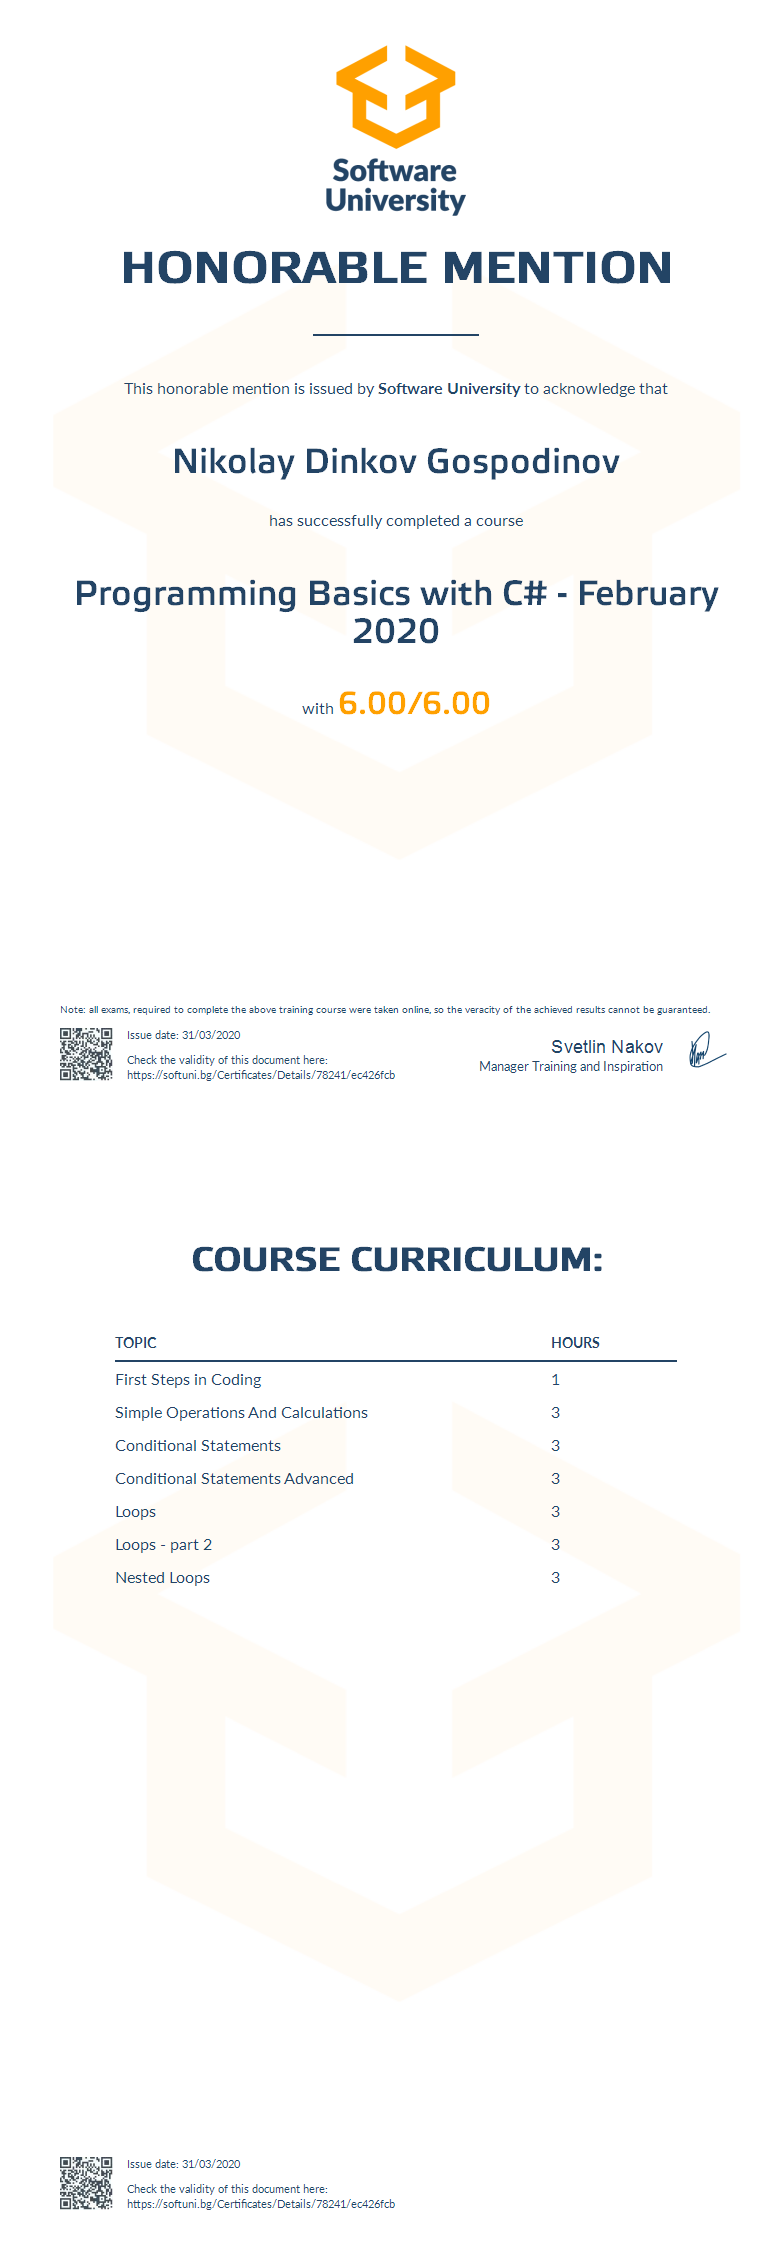 Software
University
HONORABLE MENTION
This honorable mention is issued by Software University to acknowledge that
Nikolay Dinkov Gospodinov
has successfully completed a course
Programming Basics with C# - February
2020
with 6.00/6.00
Note: all exams, required to complete the above training course were taken online, so the veracity of the achieved results cannot be guaranteed.
Issue date: 31/03/2020
Check the validity of this document here:
https://softuni.bg/Certificates/Details/78241/ec426fcb
Svetlin Nakov
Manager Training and Inspiration
COURSE CURRICULUM:
TOPIC HOURS
First Steps in Coding 1
Simple Operations And Calculations 3
Conditional Statements 3
Conditional Statements Advanced 3
Loops 3
Loops - part 2 3
Nested Loops 3
Issue date: 31/03/2020
Check the validity of this document here:
https://softuni.bg/Certificates/Details/78241/ec426fcb